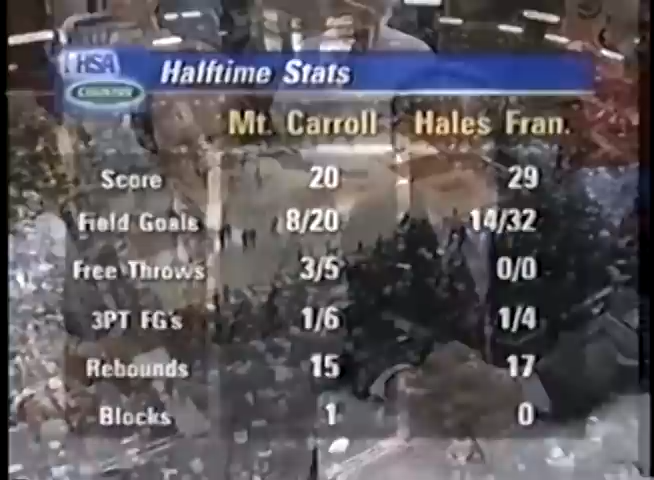 IHSA
COUNTRY
Halftime Stats
Mt. Carroll Hales Fran.
Score 20 29
Field Goals 8/20 14/32
Free Throws 3/5 0/0
3PT FG's 1/6 1/4
Rebounds 15 17
Blocks 1 0